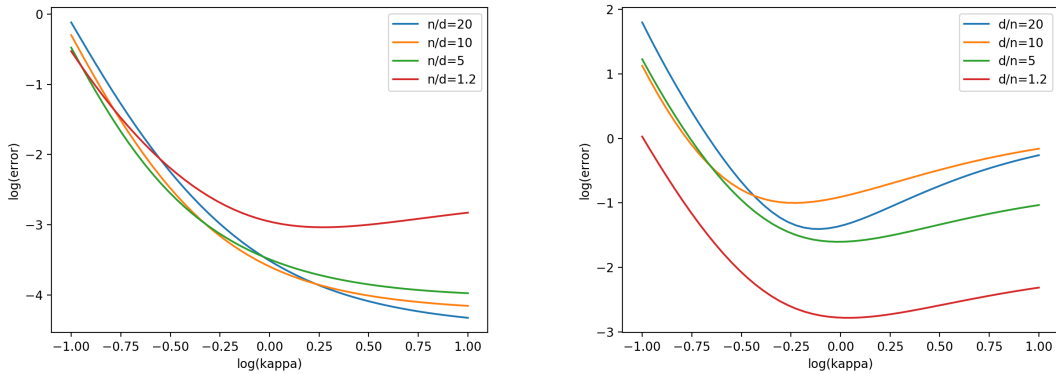 0
−1
−2
−3
−4
log(error)
−1.00 −0.75 −0.50 −0.25 0.00 0.25 0.50 0.75 1.00
log(kappa)
n/d=20
n/d=10
n/d=5
n/d=1.2
2
1
0
−1
−2
−3
log(error)
−1.00 −0.75 −0.50 −0.25 0.00 0.25 0.50 0.75 1.00
log(kappa)
d/n=20
d/n=10
d/n=5
d/n=1.2